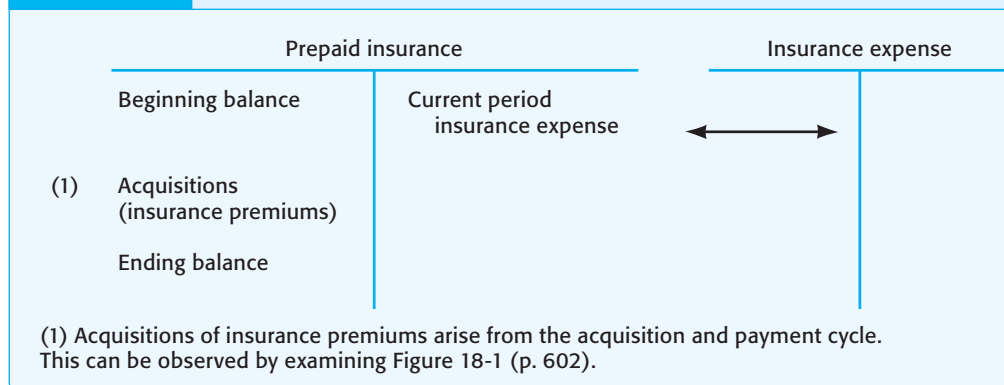 Prepaid insurance Insurance expense
Beginning balance Current period
insurance expense
(1) Acquisitions
(insurance premiums)
Ending balance
(1) Acquisitions of insurance premiums arise from the acquisition and payment cycle.
This can be observed by examining Figure 18-1 (p. 602).